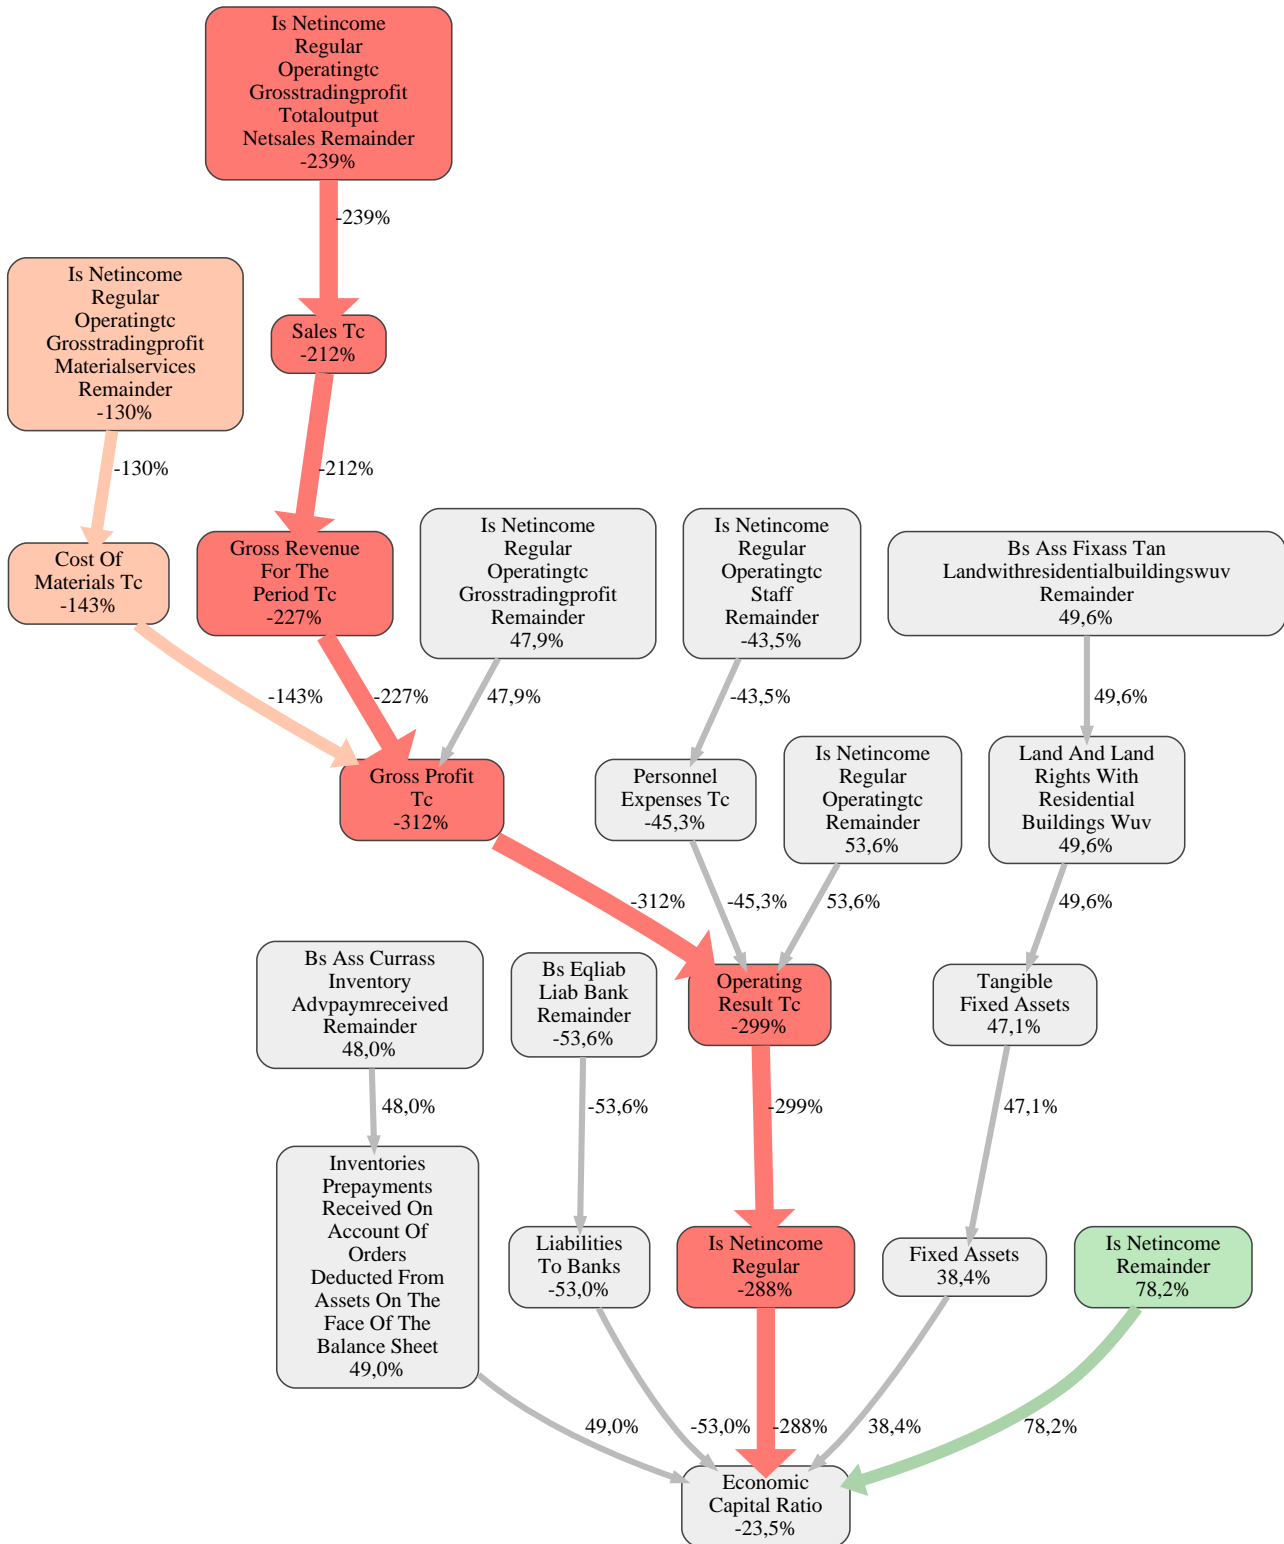 Is Netincome
Regular
Operatingtc
Grosstradingprofit
Totaloutput
Netsales Remainder
-239%
-239%
Is Netincome
Regular
Operatingtc
Grosstradingprofit
Materialservices
Remainder
-130%
Sales Tc
-212%
-130%
-212%
Cost Of
Materials Tc
-143%
Gross Revenue
For The
Period Tc
-227%
Is Netincome
Regular
Operatingtc
Grosstradingprofit
Remainder
47,9%
Is Netincome
Regular
Operatingtc
Staff
Remainder
-43,5%
Bs Ass Fixass Tan
Landwithresidentialbuildingswuv
Remainder
49,6%
-143%
-227%
47,9%
-43,5%
49,6%
Gross Profit
Tc
-312%
Personnel
Expenses Tc
-45,3%
Is Netincome
Regular
Operatingtc
Remainder
53,6%
Land And Land
Rights With
Residential
Buildings Wuv
49,6%
-312%
-45,3%
53,6%
49,6%
Bs Ass Currass
Inventory
Advpaymreceived
Remainder
48,0%
Bs Eqliab
Liab Bank
Remainder
-53,6%
Operating
Result Tc
-299%
Tangible
Fixed Assets
47,1%
48,0%
-53,6%
-299%
47,1%
Inventories
Prepayments
Received On
Account Of
Orders
Deducted From
Assets On The
Face Of The
Balance Sheet
49,0%
Liabilities
To Banks
-53,0%
Is Netincome
Regular
-288%
Fixed Assets
38,4%
Is Netincome
Remainder
78,2%
49,0%
-53,0%
-288%
38,4%
78,2%
Economic
Capital Ratio
-23,5%